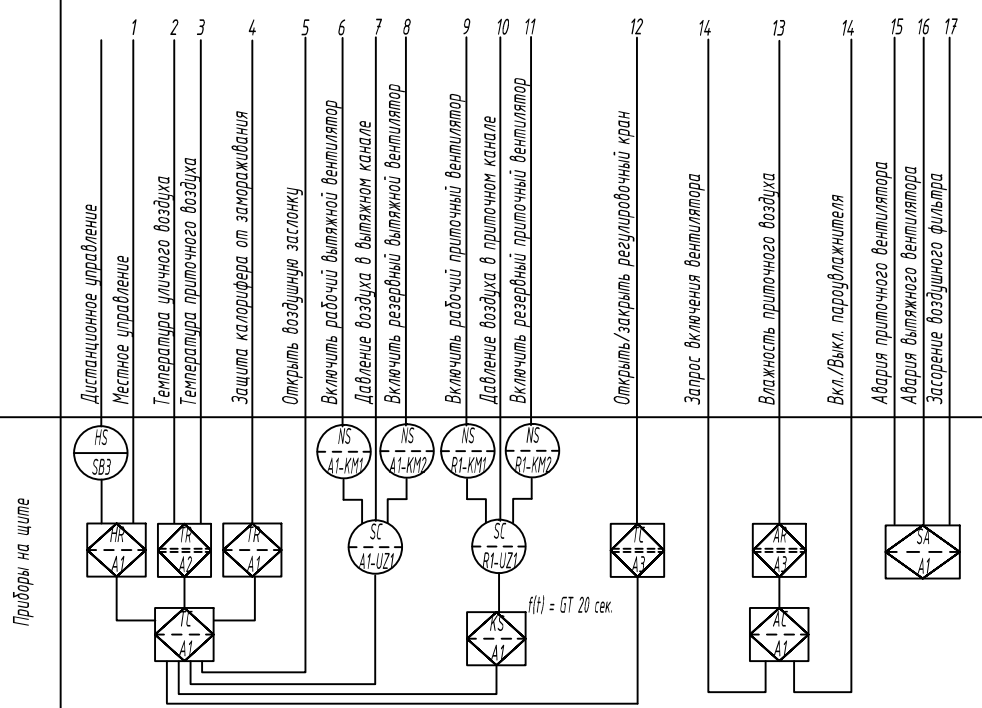 1 2 3 4 5 6 7 8 9 10 11 12 14 13 14 15 16 17
Дистанционное управление
Местное управление
Температура уличного воздуха
Температура приточного воздуха
Защита калорифера от замораживания
Открыть воздушную заслонку
Включить рабочий вытяжной вентилятор
Давление воздуха в вытяжном канале
Включить резервный вытяжной вентилятор
Включить рабочий приточный вентилятор
Давление воздуха в приточном канале
Включить резервный приточный вентилятор
Открыть/закрыть регулировочный кран
Запрос включения вентилятора
Влажность приточного воздуха
Вкл./Выкл. пароувлажнителя
Авария приточного вентилятора
Авария вытяжного вентилятора
Засорение воздушного фильтра
Приборы на щите
HS
SB3
NS
A1-KM1
NS
A1-KM2
NS
R1-KM1
NS
R1-KM2
HR
A1
TR
A2
TR
A1
SC
A1-UZ1
SC
R1-UZ1
TC
A3
AR
A3
SA
A1
TC
A1
KS
A1
f(t) = GT 20 сек.
AC
A1